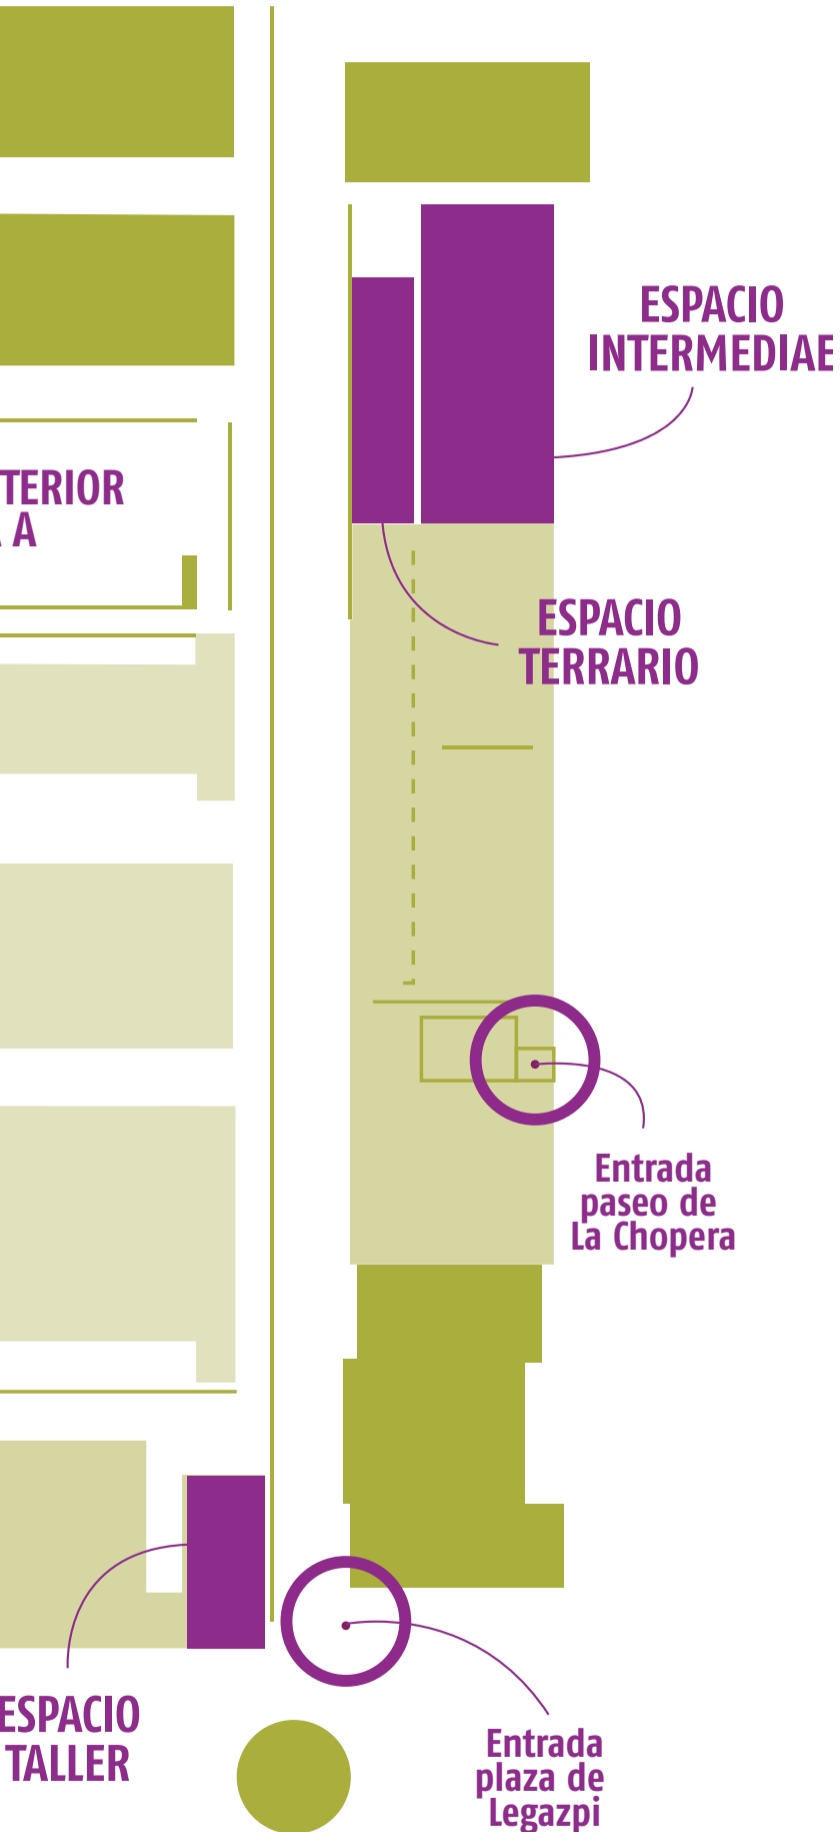 ESPACIO
INTERMEDIAE
TERIOR
A
ESPACIO
TERRARIO
Entrada
paseo de
La Chopera
ESPACIO
TALLER
Entrada
plaza de
Legazpi